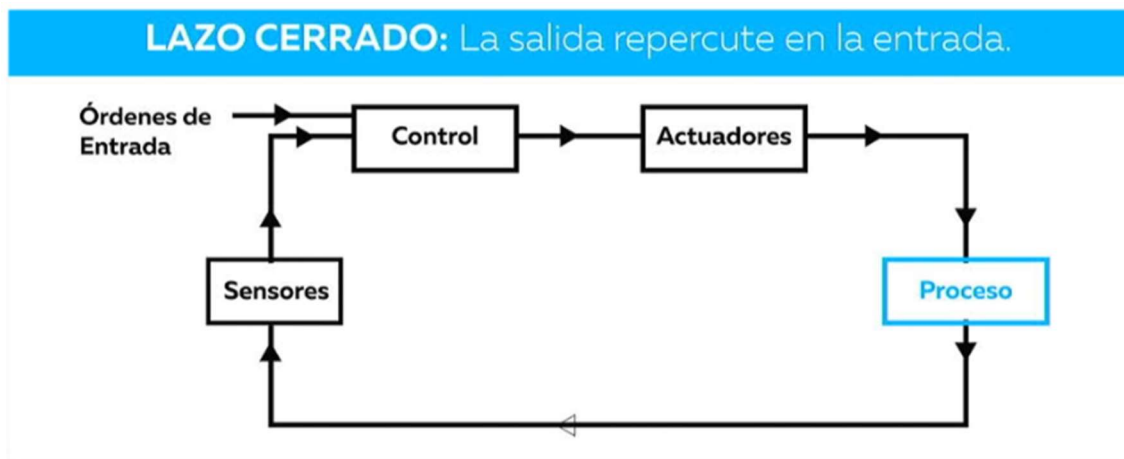 LAZO CERRADO: La salida repercute en la entrada.
Órdenes de
Entrada
Control
Actuadores
Sensores
Proceso